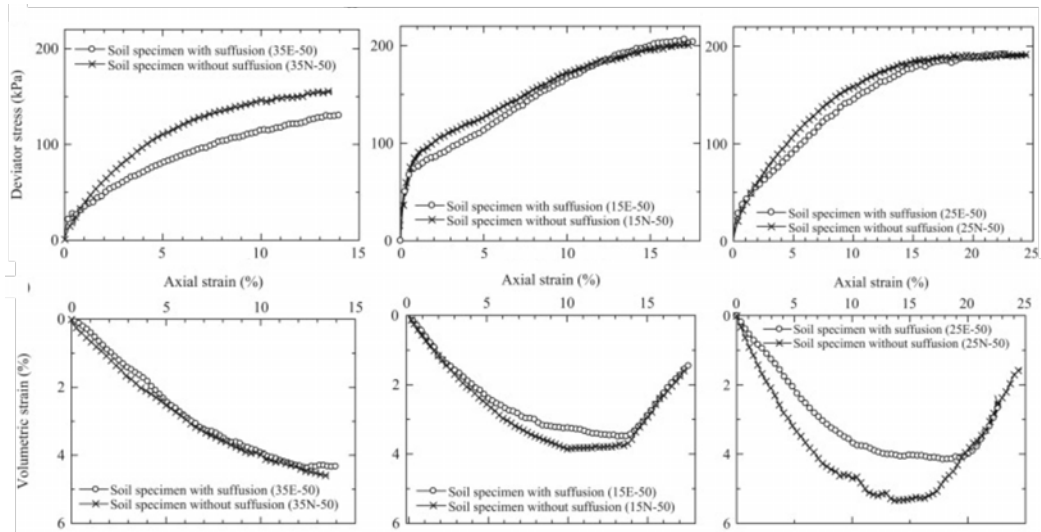 200
100
0
Deviator stress (kPa)
Soil specimen with suffusion (35E-50)
Soil specimen without suffusion (35N-50)
0 5 10 15
Axial strain (%)
200
100
0
Soil specimen with suffusion (15E-50)
Soil specimen without suffusion (15N-50)
0 5 10 15
Axial strain (%)
200
100
0
Soil specimen with suffusion (25E-50)
Soil specimen without suffusion (25N-50)
0 5 10 15 20 25
Axial strain (%)
0 5 10 15
0
2
4
6
Volumetric strain (%)
Soil specimen with suffusion (35E-50)
Soil specimen without suffusion (35N-50)
0 5 10 15
0
2
4
6
Soil specimen with suffusion (15E-50)
Soil specimen without suffusion (15N-50)
0 5 10 15 20 25
0
2
4
6
Soil specimen with suffusion (25E-50)
Soil specimen without suffusion (25N-50)